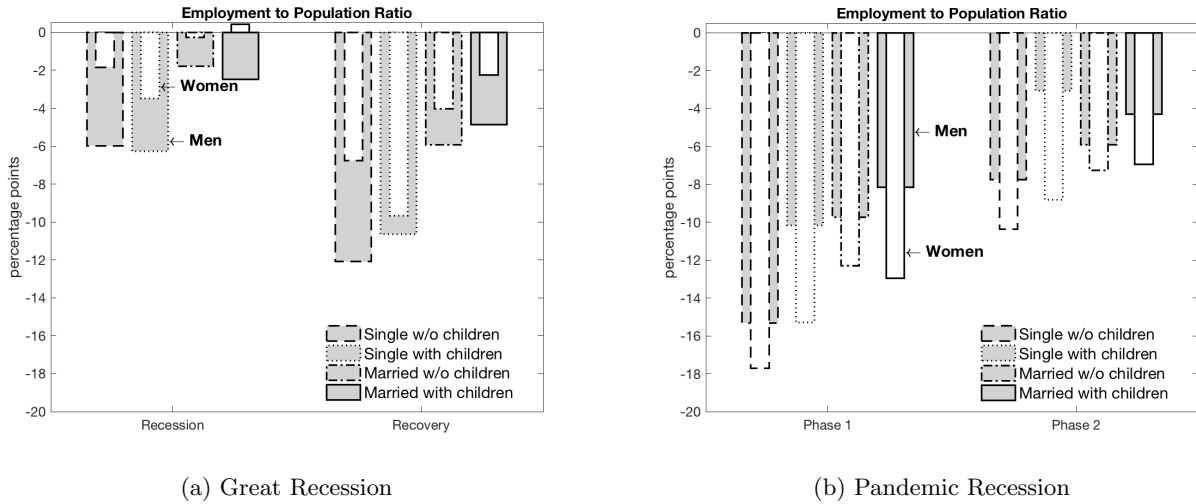 Employment to Population Ratio
percentage points
0
-2
-4
-6
-8
-10
-12
-14
-16
-18
-20
← Women
← Men
Single w/o children
Single with children
Married w/o children
Married with children
Recession
Recovery
(a) Great Recession
Employment to Population Ratio
percentage points
0
-2
-4
-6
-8
-10
-12
-14
-16
-18
-20
← Men
← Women
Single w/o children
Single with children
Married w/o children
Married with children
Phase 1
Phase 2
(b) Pandemic Recession